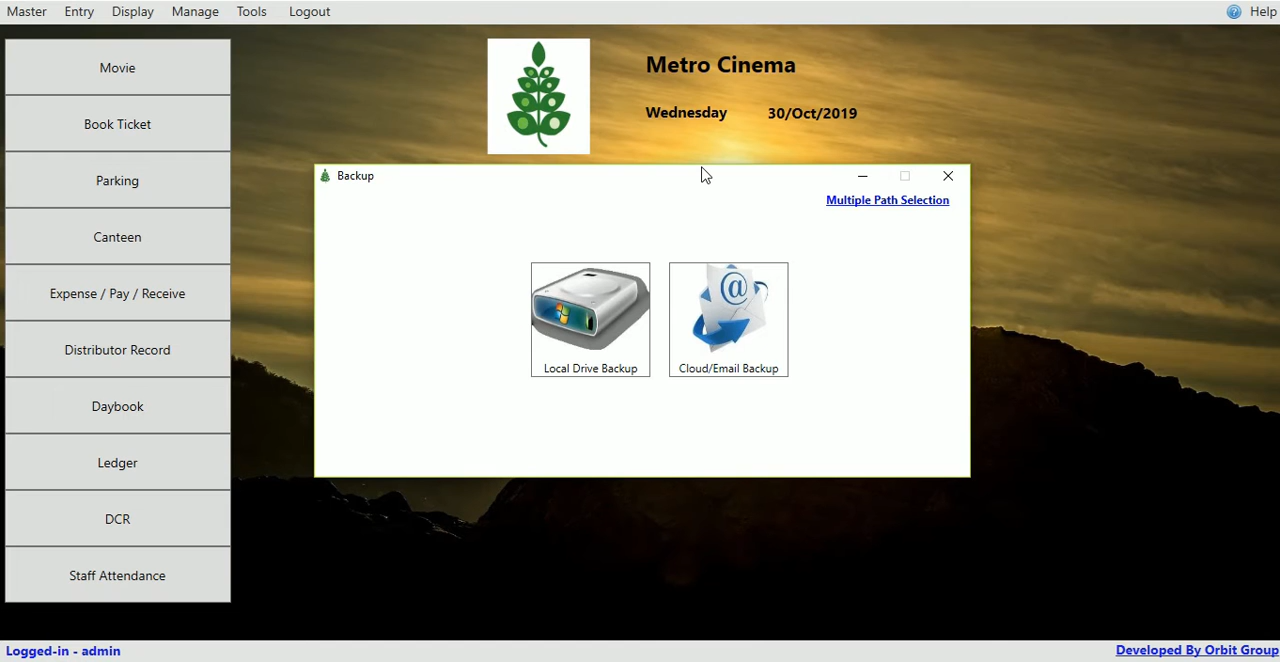 Master Entry Display Manage Tools Logout Help
Movie
Book Ticket
Parking
Canteen
Expense / Pay / Receive
Distributor Record
Daybook
Ledger
DCR
Staff Attendance
Metro Cinema
Wednesday 30/Oct/2019
Backup
Multiple Path Selection
Local Drive Backup
Cloud/Email Backup
Logged-in - admin
Developed By Orbit Group